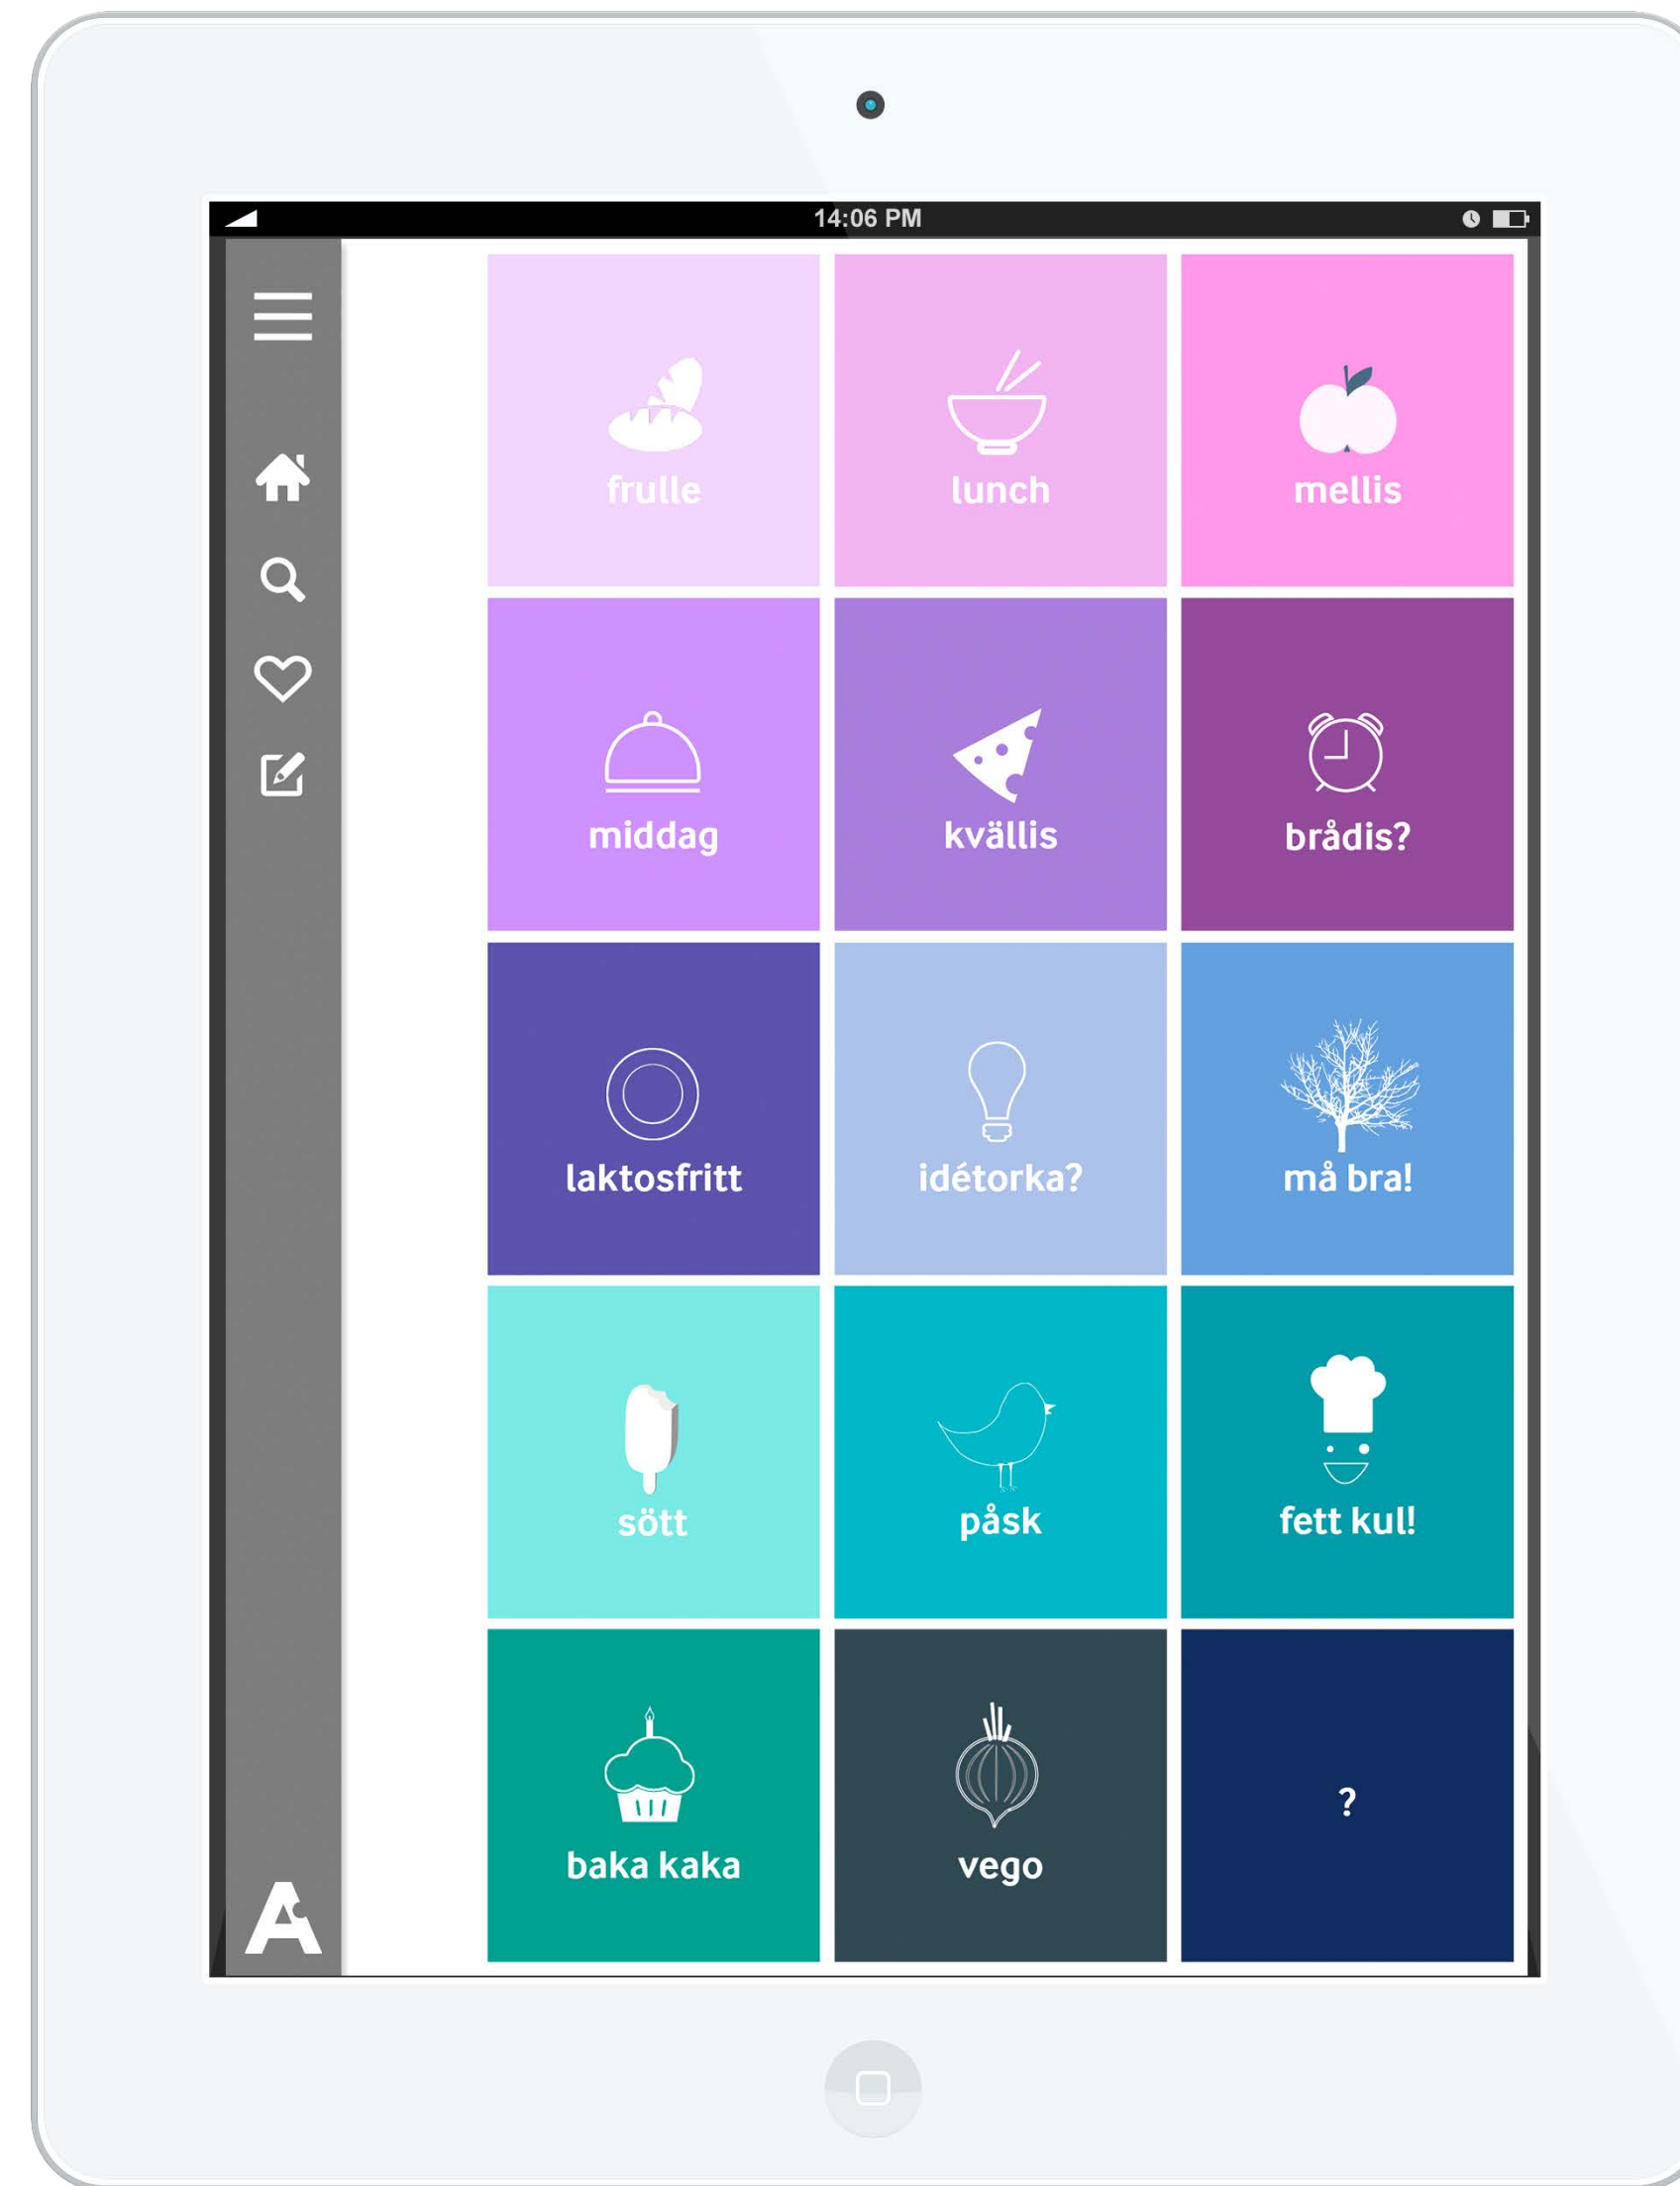 14:06 PM
frulle
lunch
mellis
middag
kvällis
brådis?
laktosfritt
idétorka?
må bra!
sött
påsk
fett kul!
baka kaka
vego
?
A